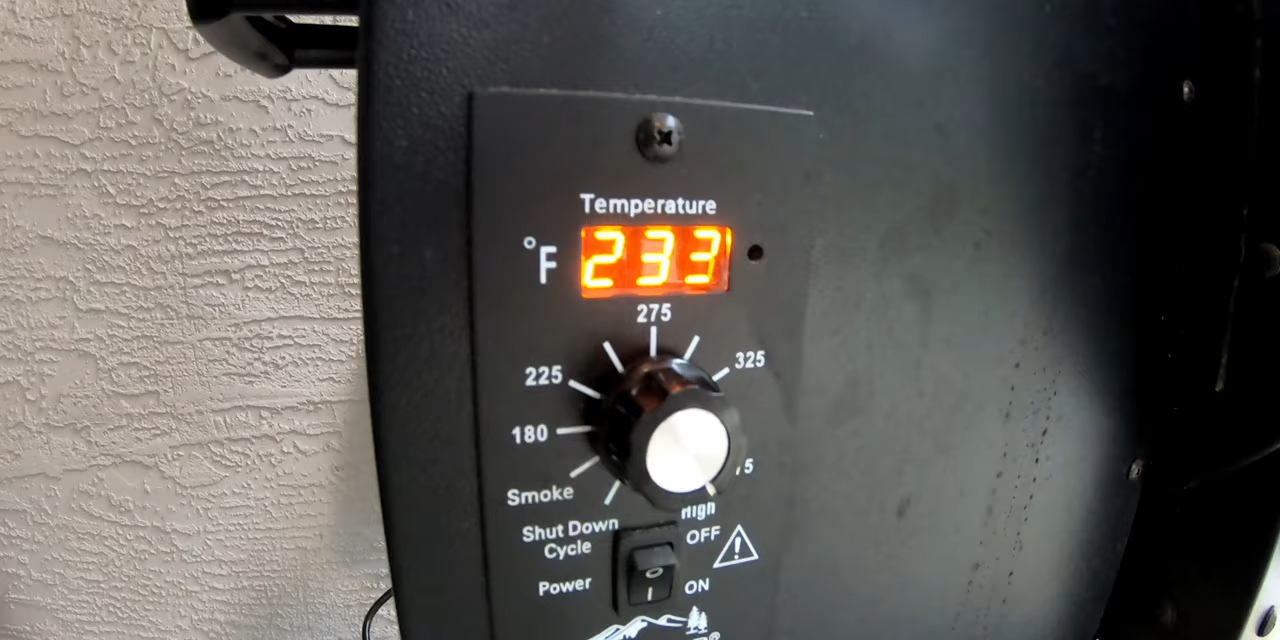 Temperature
°F 233
275
225
325
180
Smoke
High
Shut Down
Cycle
OFF
Power
ON